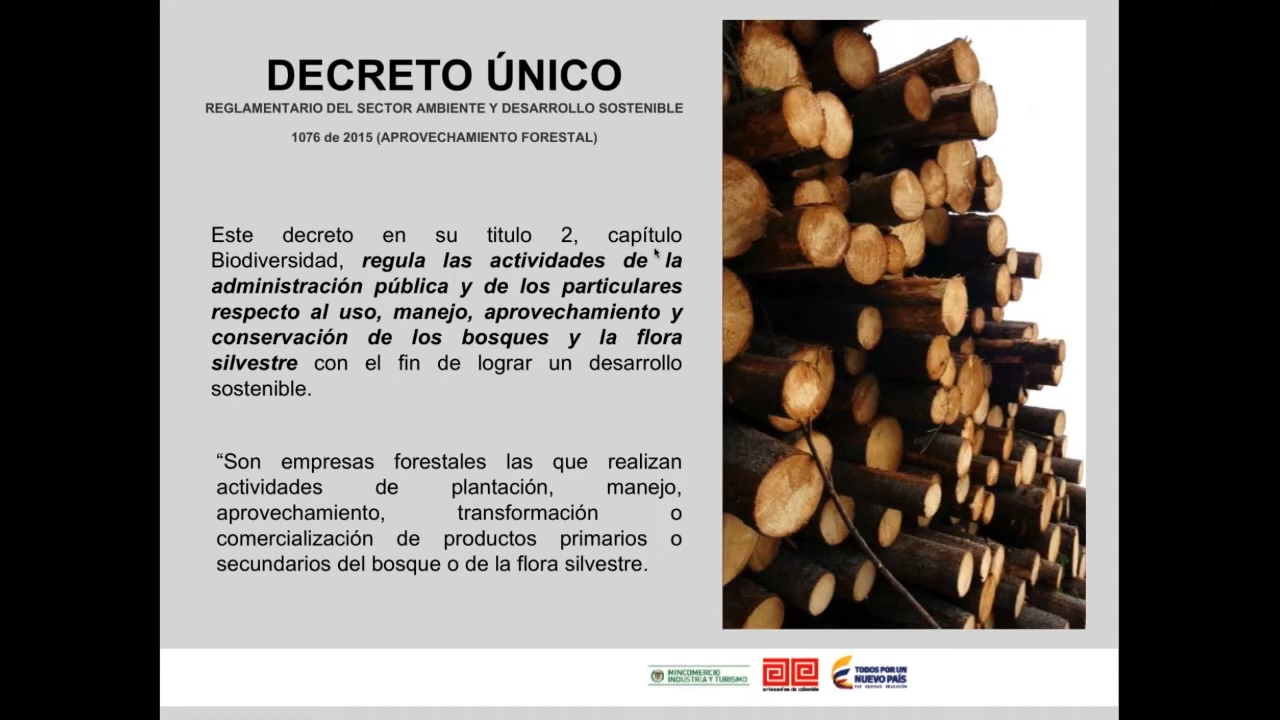 DECRETO ÚNICO
REGLAMENTARIO DEL SECTOR AMBIENTE Y DESARROLLO SOSTENIBLE
1076 de 2015 (APROVECHAMIENTO FORESTAL)
Este decreto en su titulo 2, capítulo
Biodiversidad, regula las actividades de la
administración pública y de los particulares
respecto al uso, manejo, aprovechamiento y
conservación de los bosques y la flora
silvestre con el fin de lograr un desarrollo
sostenible.
“Son empresas forestales las que realizan
actividades de plantación, manejo,
aprovechamiento, transformación o
comercialización de productos primarios o
secundarios del bosque o de la flora silvestre.
MINCOMERCIO
INDUSTRIA Y TURISMO
artesanías de colombia
TODOS POR UN
NUEVO PAÍS
PAZ EQUIDAD EDUCACIÓN